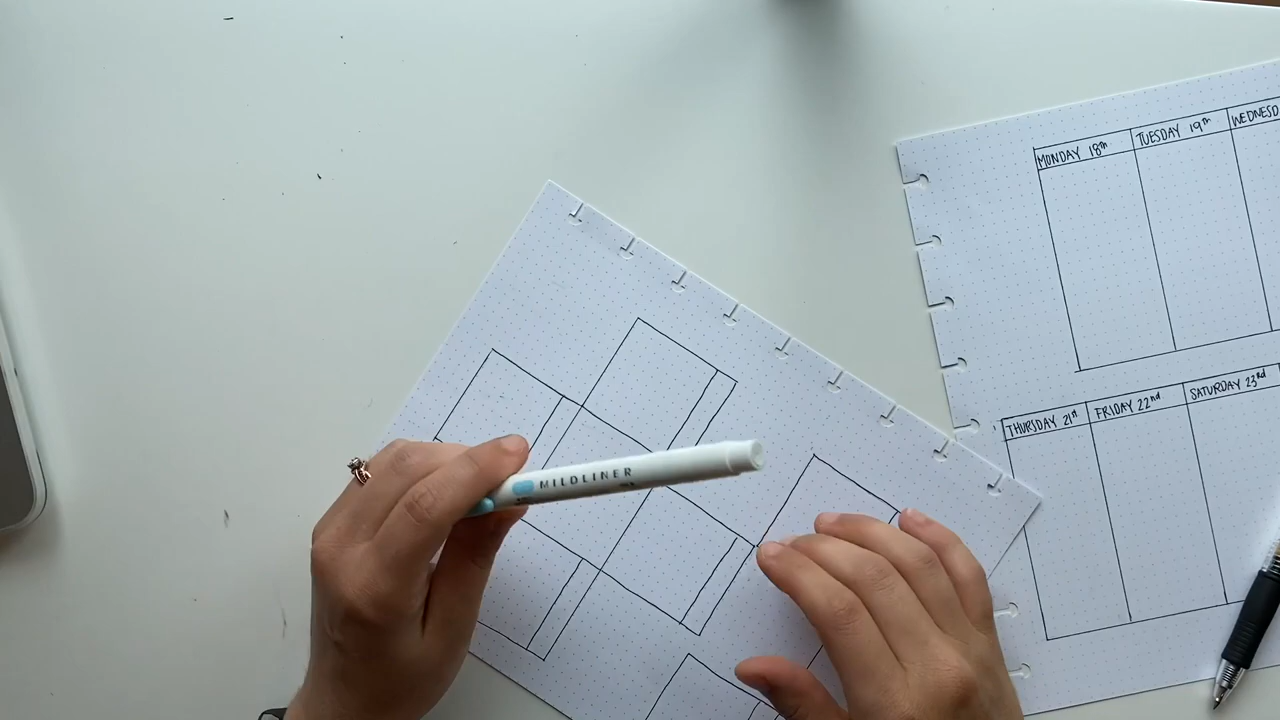 MILDLINER
MONDAY 18th
TUESDAY 19th
WEDNESD
THURSDAY 21st
FRIDAY 22nd
SATURDAY 23rd